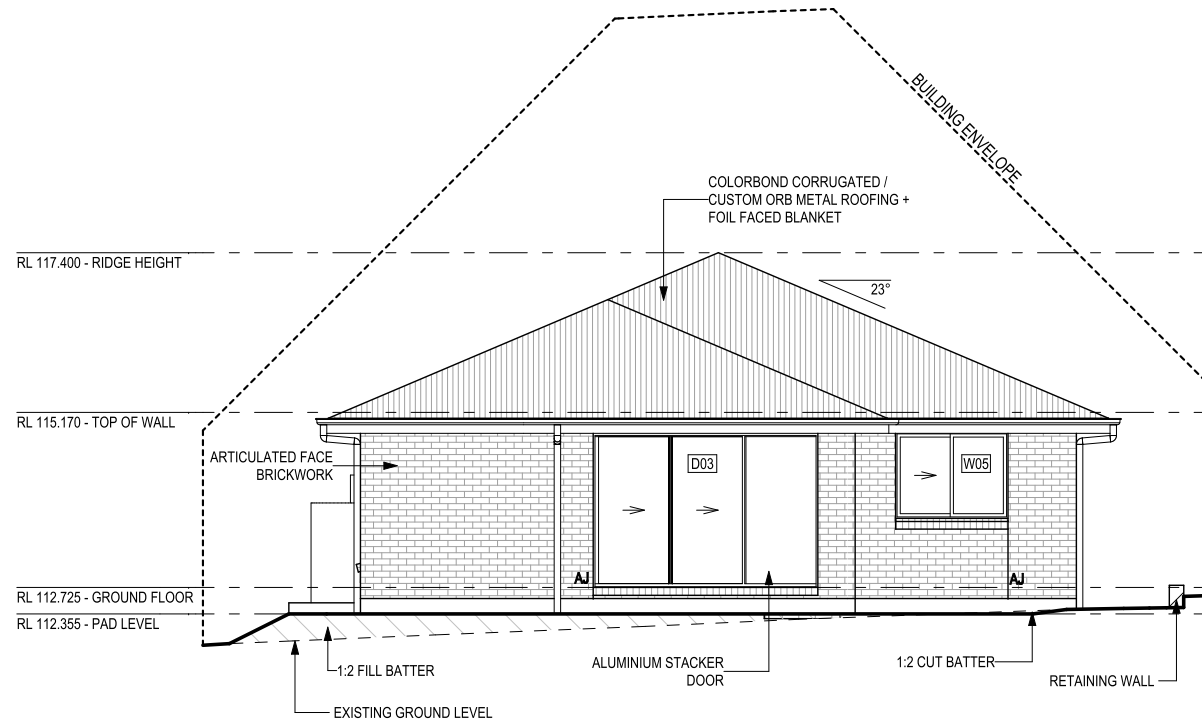 BUILDING ENVELOPE
COLORBOND CORRUGATED /
CUSTOM ORB METAL ROOFING +
FOIL FACED BLANKET
RL 117.400 - RIDGE HEIGHT
23°
RL 115.170 - TOP OF WALL
ARTICULATED FACE
BRICKWORK
D03
W05
AJ
AJ
RL 112.725 - GROUND FLOOR
RL 112.355 - PAD LEVEL
1:2 FILL BATTER
ALUMINIUM STACKER
DOOR
1:2 CUT BATTER
RETAINING WALL
EXISTING GROUND LEVEL